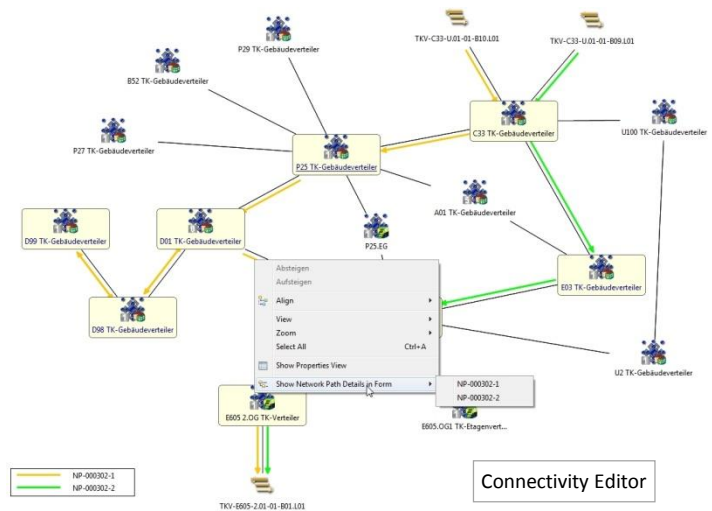 TKV-C33-U.01-01-B10.L01
TKV-C33-U.01-01-B09.L01
P29 TK-Gebäudeverteiler
B52 TK-Gebäudeverteiler
P27 TK-Gebäudeverteiler
C33 TK-Gebäudeverteiler
U100 TK-Gebäudeverteiler
P25 TK-Gebäudeverteiler
A01 TK-Gebäudeverteiler
D99 TK-Gebäudeverteiler
D01 TK-Gebäudeverteiler
P25.EG
E03 TK-Gebäudeverteiler
D98 TK-Gebäudeverteiler
U2 TK-Gebäudeverteiler
Absteigen
Aufsteigen
Align
View
Zoom
Select All Ctrl+A
Show Properties View
Show Network Path Details in Form
NP-000302-1
NP-000302-2
E605 2.OG TK-Verteiler
E605.OG1 TK-Etagenvert...
NP-000302-1
NP-000302-2
Connectivity Editor
TKV-E605-2.01-01-B01.L01